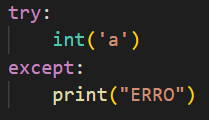 try:
    int('a')
except:
    print("ERRO")